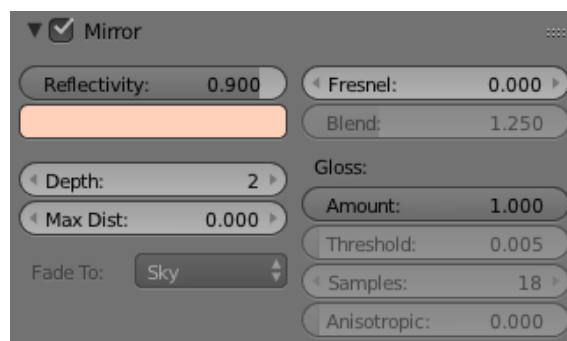 Mirror
Reflectivity: 0.900
Fresnel: 0.000
Blend: 1.250
Depth: 2
Max Dist: 0.000
Fade To: Sky
Gloss:
Amount: 1.000
Threshold: 0.005
Samples: 18
Anisotropic: 0.000